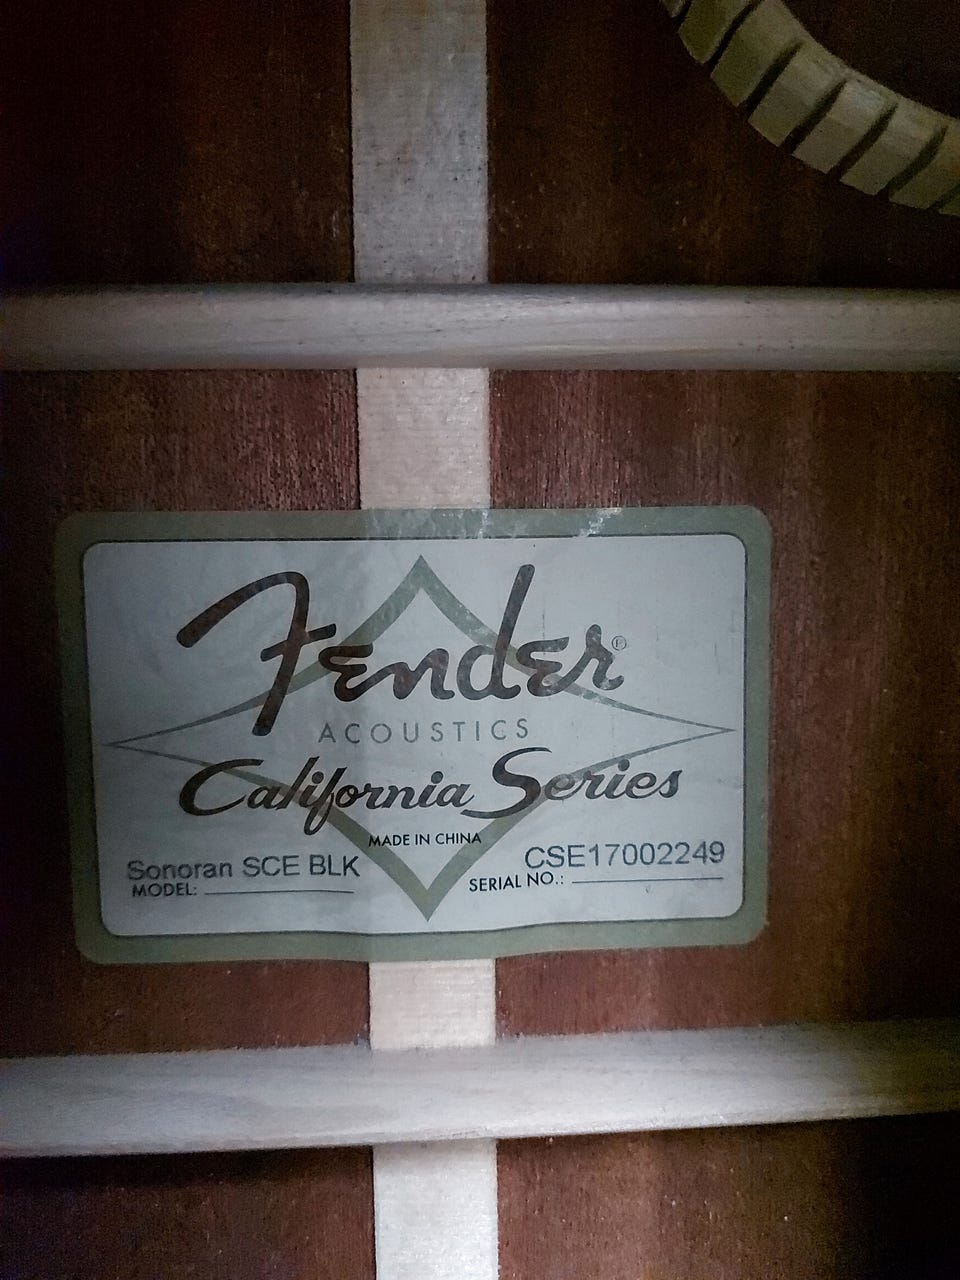 Fender®
ACOUSTICS
California Series
MADE IN CHINA
Sonoran SCE BLK
MODEL:
CSE17002249
SERIAL NO.: